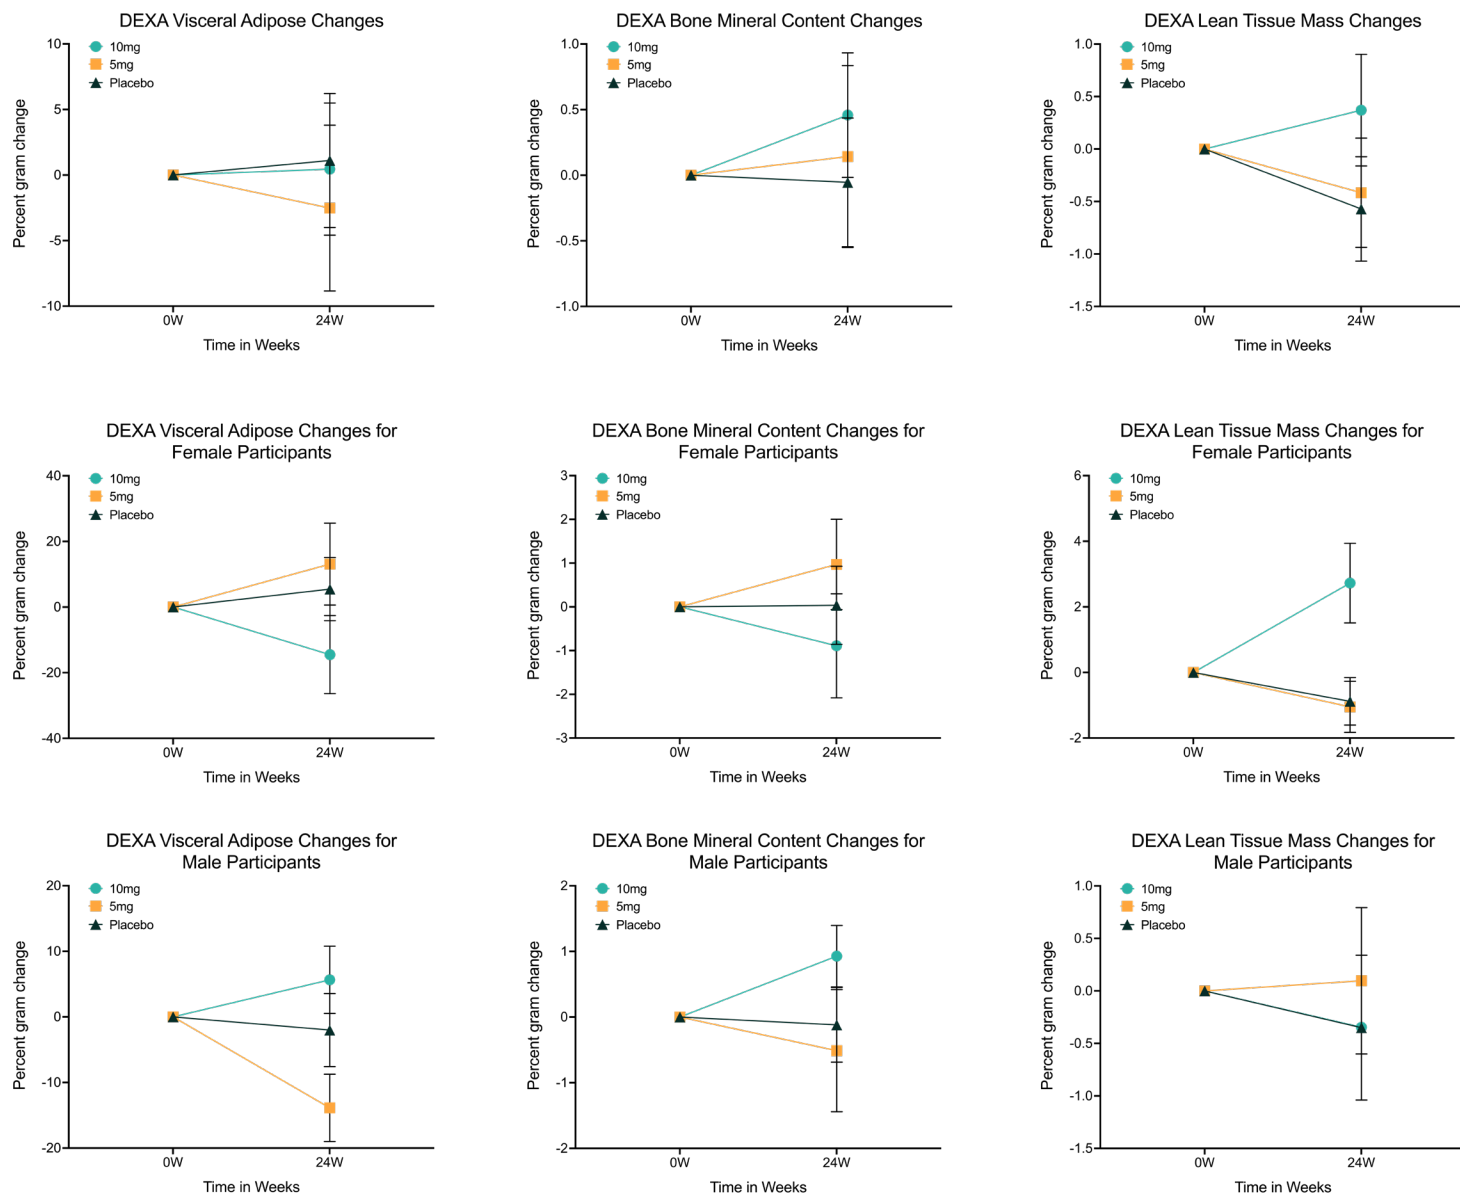 DEXA Visceral Adipose Changes
10mg
5mg
Placebo
Percent gram change
10
5
0
-5
-10
0W
24W
Time in Weeks
DEXA Bone Mineral Content Changes
10mg
5mg
Placebo
Percent gram change
1.0
0.5
0.0
-0.5
-1.0
0W
24W
Time in Weeks
DEXA Lean Tissue Mass Changes
10mg
5mg
Placebo
Percent gram change
1.0
0.5
0.0
-0.5
-1.0
-1.5
0W
24W
Time in Weeks
DEXA Visceral Adipose Changes for
Female Participants
10mg
5mg
Placebo
Percent gram change
40
20
0
-20
-40
0W
24W
Time in Weeks
DEXA Bone Mineral Content Changes for
Female Participants
10mg
5mg
Placebo
Percent gram change
3
2
1
0
-1
-2
-3
0W
24W
Time in Weeks
DEXA Lean Tissue Mass Changes for
Female Participants
10mg
5mg
Placebo
Percent gram change
6
4
2
0
-2
0W
24W
Time in Weeks
DEXA Visceral Adipose Changes for
Male Participants
10mg
5mg
Placebo
Percent gram change
20
10
0
-10
-20
0W
24W
Time in Weeks
DEXA Bone Mineral Content Changes for
Male Participants
10mg
5mg
Placebo
Percent gram change
2
1
0
-1
-2
0W
24W
Time in Weeks
DEXA Lean Tissue Mass Changes for
Male Participants
10mg
5mg
Placebo
Percent gram change
1.0
0.5
0.0
-0.5
-1.0
-1.5
0W
24W
Time in Weeks